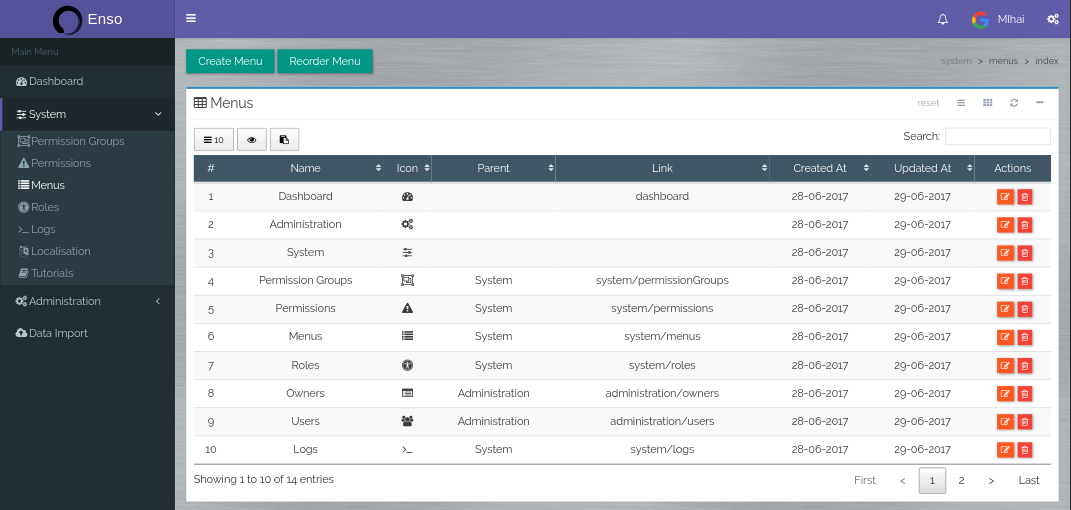 Enso
MIhai
Main Menu
Dashboard
System
Permission Groups
Permissions
Menus
Roles
>_ Logs
Localisation
Tutorials
Administration
Data Import
Create Menu
Reorder Menu
system > menus > index
Menus
reset
10
Search:
# Name Icon Parent Link Created At Updated At Actions
1 Dashboard dashboard 28-06-2017 29-06-2017
2 Administration 28-06-2017 29-06-2017
3 System 28-06-2017 29-06-2017
4 Permission Groups System system/permissionGroups 28-06-2017 29-06-2017
5 Permissions System system/permissions 28-06-2017 29-06-2017
6 Menus System system/menus 28-06-2017 29-06-2017
7 Roles System system/roles 28-06-2017 29-06-2017
8 Owners Administration administration/owners 28-06-2017 29-06-2017
9 Users Administration administration/users 28-06-2017 29-06-2017
10 Logs >_ System system/logs 28-06-2017 29-06-2017
Showing 1 to 10 of 14 entries
First < 1 2 > Last